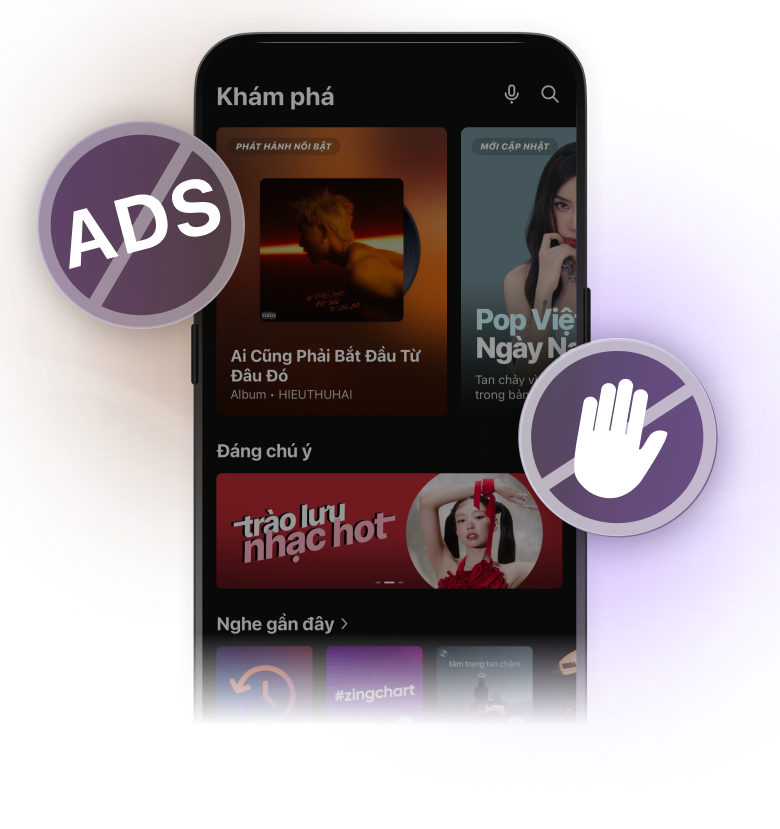 Khám phá
PHÁT HÀNH NỔI BẬT
MỚI CẬP NHẬT
ADS
Ai Cũng Phải Bắt Đầu Từ
Đâu Đó
Album • HIEUTHUHAI
Pop Việt
Ngày Na
Tan chảy v
trong bản
Đáng chú ý
trào lưu
nhạc hot
Nghe gần đây
#zingchart
tâm trạng tan chậm